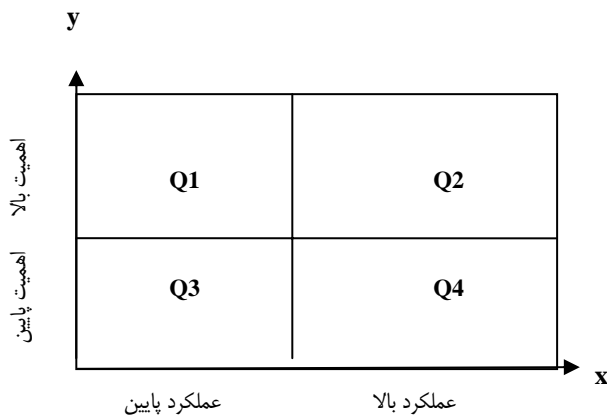 y
اهمیت بالا
Q1
Q2
اهمیت پایین
Q3
Q4
x
عملکرد پایین
عملکرد بالا